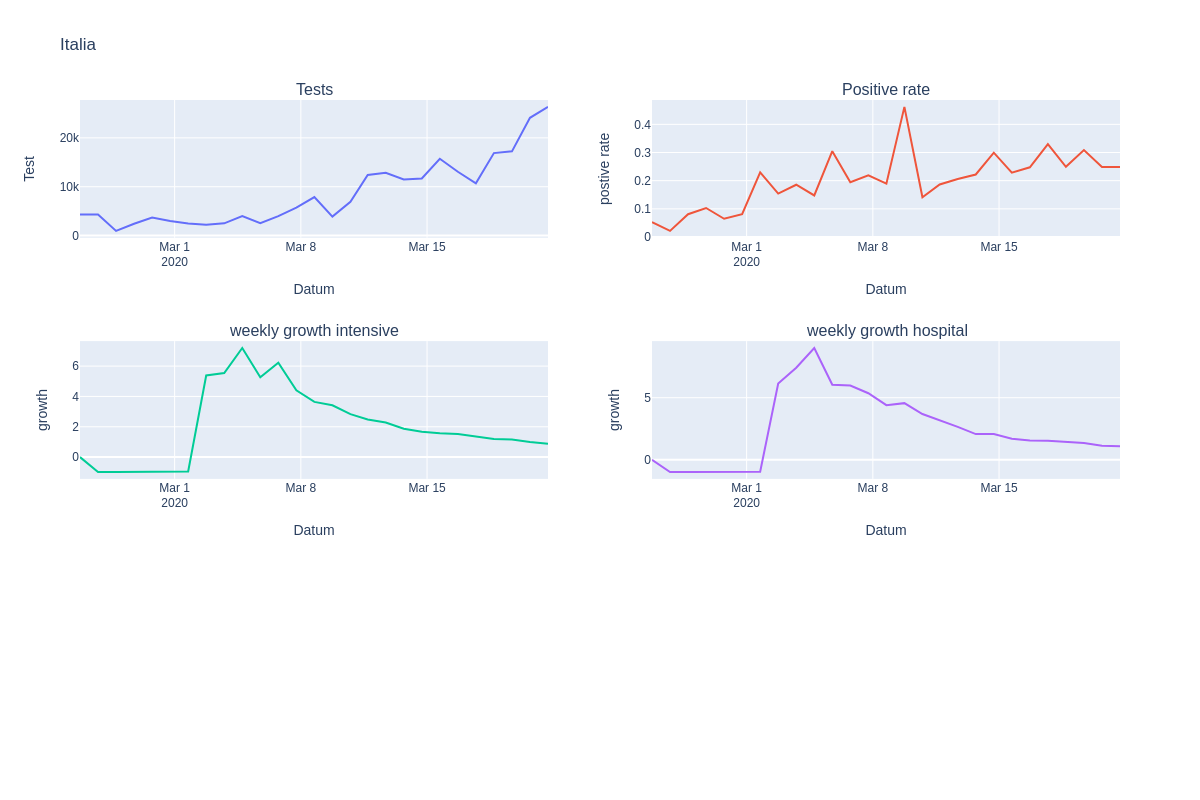 Italia
Tests
Test
20k
10k
0
Mar 1
2020
Mar 8
Mar 15
Datum
Positive rate
postive rate
0.4
0.3
0.2
0.1
0
Mar 1
2020
Mar 8
Mar 15
Datum
weekly growth intensive
growth
6
4
2
0
Mar 1
2020
Mar 8
Mar 15
Datum
weekly growth hospital
growth
5
0
Mar 1
2020
Mar 8
Mar 15
Datum